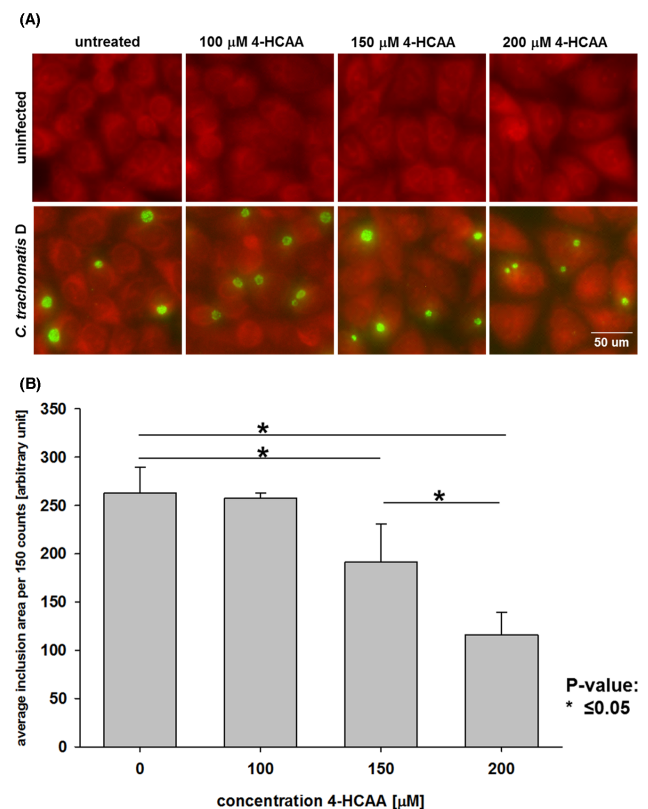 (A)
untreated 100 μM 4-HCAA 150 μM 4-HCAA 200 μM 4-HCAA
uninfected
C. trachomatis D
50 um
(B)
average inclusion area per 150 counts [arbitrary unit]
350
300
250
200
150
100
50
0
*
*
*
0 100 150 200
concentration 4-HCAA [μM]
P-value:
* ≤0.05